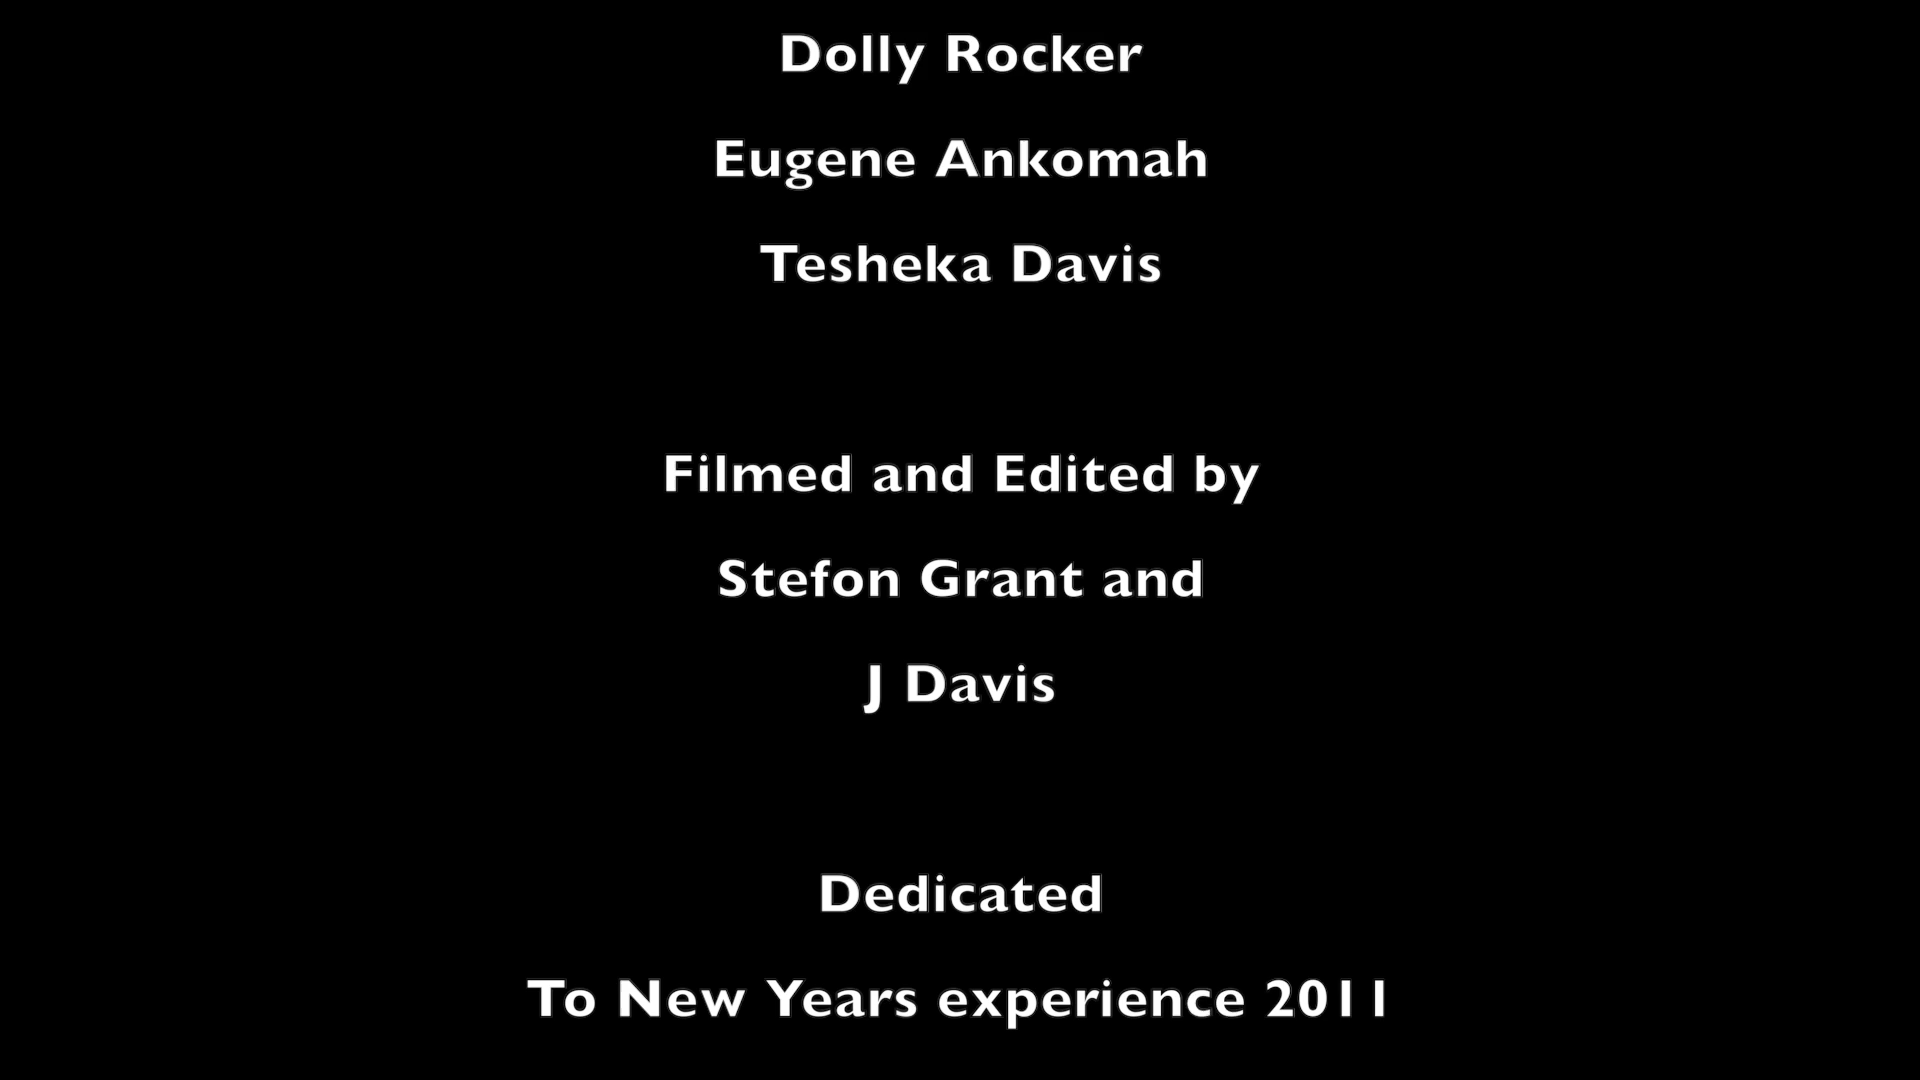 Dolly Rocker
Eugene Ankomah
Tesheka Davis
Filmed and Edited by
Stefon Grant and
J Davis
Dedicated
To New Years experience 2011